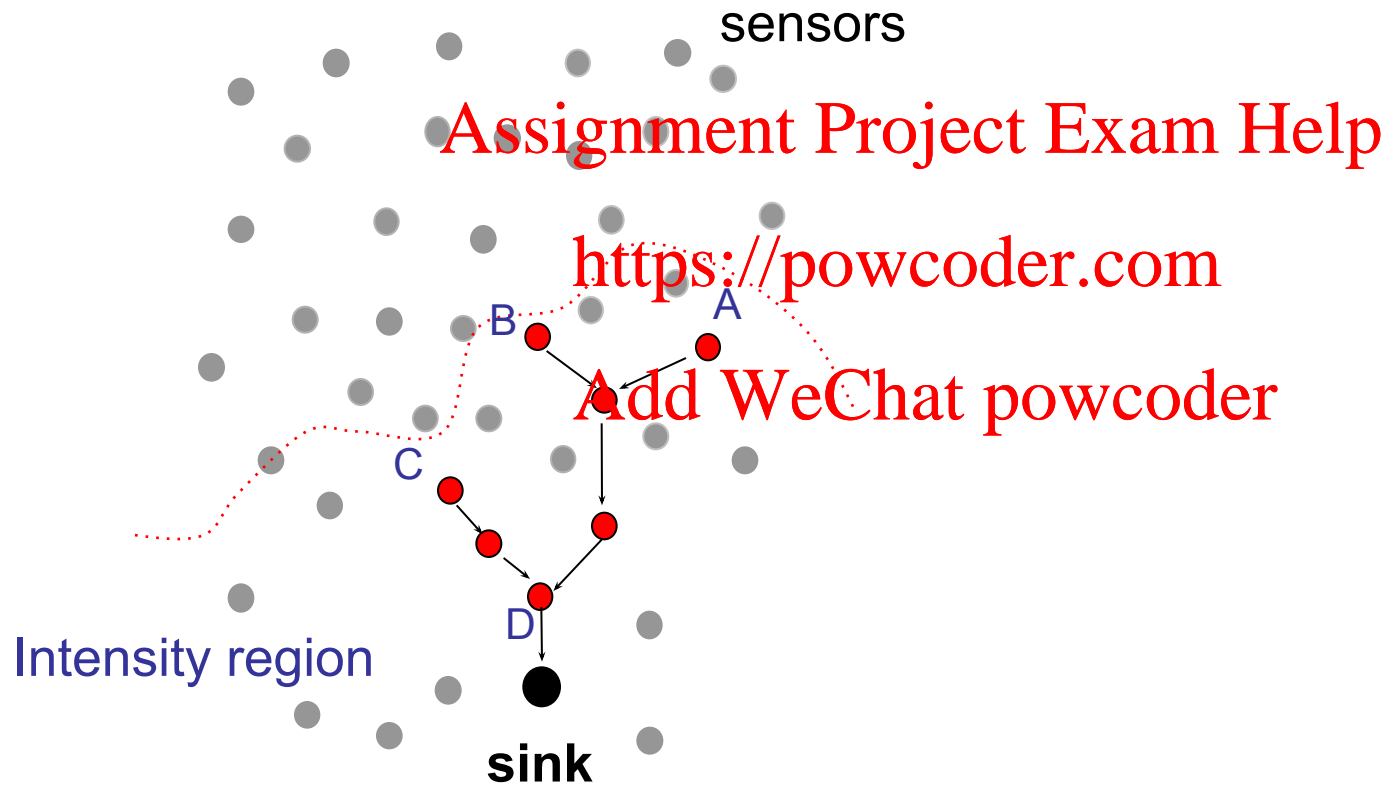 sensors
Assignment Project Exam Help
https://powcoder.com
A
B
Add WeChat powcoder
C
D
Intensity region
sink